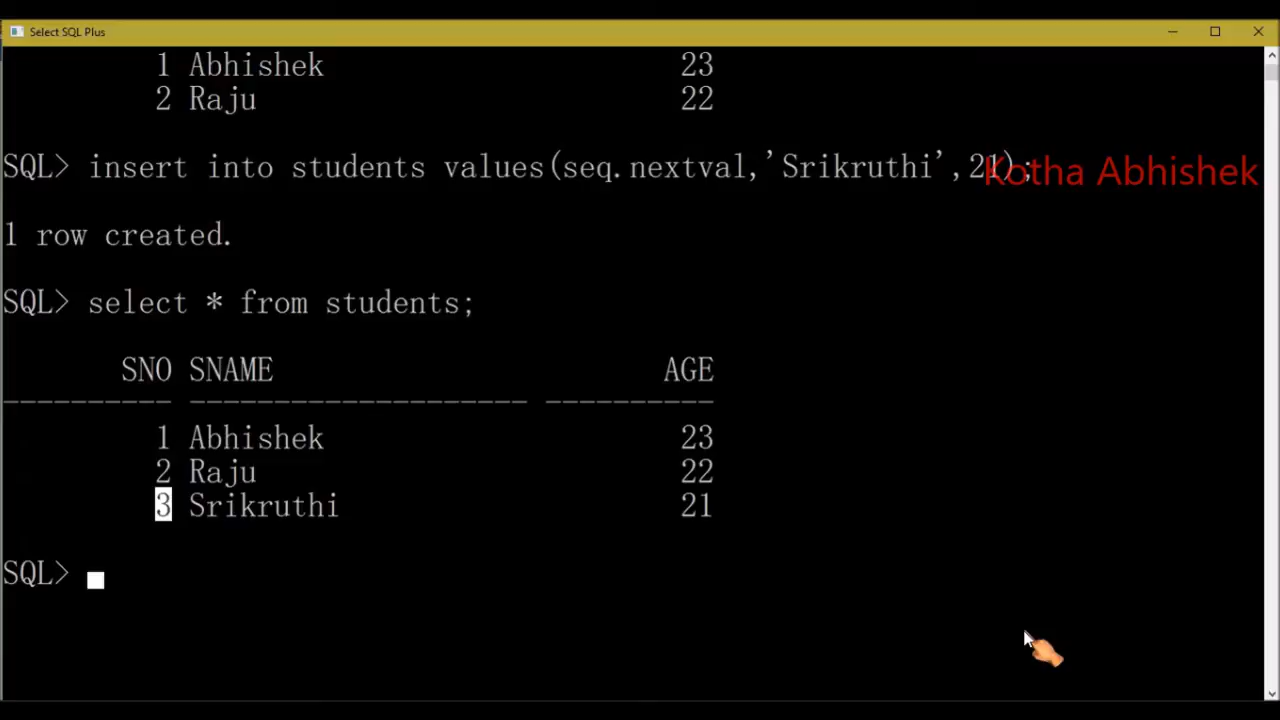 Select SQL Plus
1 Abhishek 23
2 Raju 22
SQL> insert into students values(seq.nextval,'Srikruthi',21);
Kotha Abhishek
1 row created.
SQL> select * from students;
SNO SNAME AGE
---------- -------------------- ----------
1 Abhishek 23
2 Raju 22
3 Srikruthi 21
SQL>